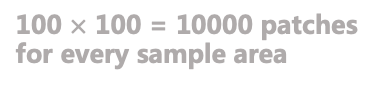 100 × 100 = 10000 patches
for every sample area